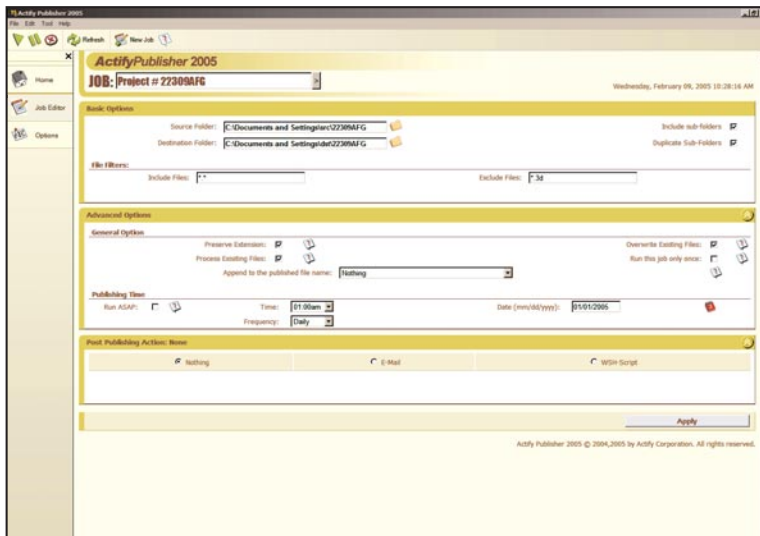 Actify Publisher 2005
File Edit Tool Help
Refresh New Job
ActifyPublisher 2005
JOB: Project # 22309AFG
Wednesday, February 09, 2005 10:28:16 AM
Home
Job Editor
Options
Basic Options
Source Folder: C:\Documents and Settings\src\22309AFG Include sub-folders
Destination Folder: C:\Documents and Settings\dst\22309AFG Duplicate Sub-Folders
File Filters:
Include Files: *.* Exclude Files: *.3d
Advanced Options
General Option
Preserve Extension: Overwrite Existing Files:
Process Existing Files: Run this job only once:
Append to the published file name: Nothing
Publishing Time
Run ASAP: Time: 01:00am Date (mm/dd/yyyy): 01/01/2005
Frequency: Daily
Post Publishing Action: None
Nothing E-Mail WSH Script
Apply
Actify Publisher 2005 © 2004,2005 by Actify Corporation. All rights reserved.